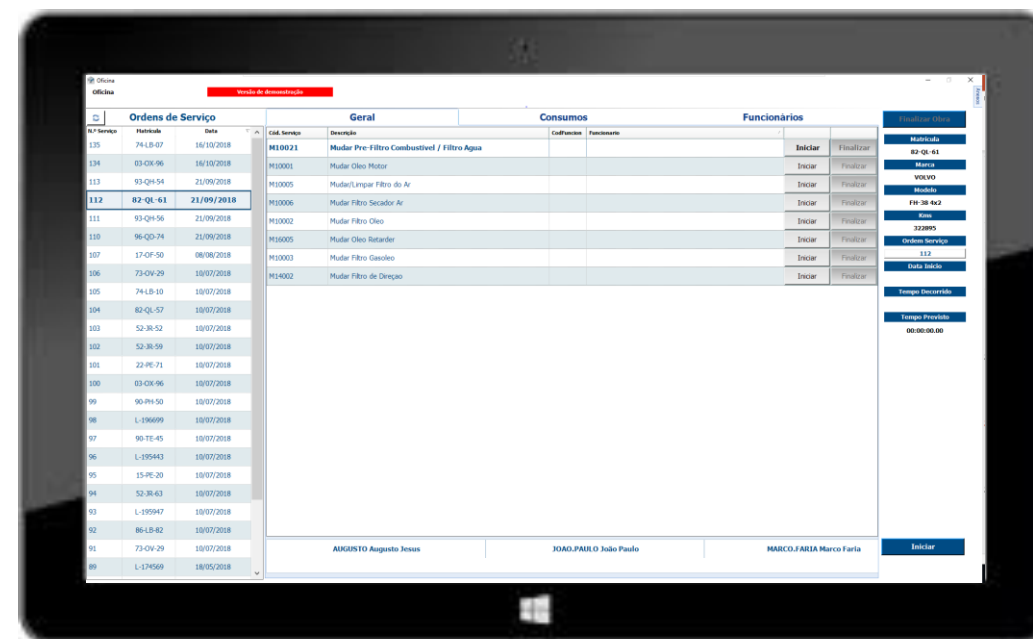 Oficina
Oficina Versão de demonstração
Ordens de Serviço Geral Consumos Funcionários Finalizar Obra
N.º Serviço Matrícula Data Cód. Serviço Descrição CodFuncion Funcionario
135 74-LB-07 16/10/2018 M10021 Mudar Pre-Filtro Combustivel / Filtro Agua Iniciar Finalizar
134 03-OX-96 16/10/2018 M10001 Mudar Oleo Motor Iniciar Finalizar
113 93-QH-54 21/09/2018 M10005 Mudar/Limpar Filtro do Ar Iniciar Finalizar
112 82-QL-61 21/09/2018 M10006 Mudar Filtro Secador Ar Iniciar Finalizar
111 93-QH-56 21/09/2018 M10002 Mudar Filtro Oleo Iniciar Finalizar
110 96-QD-74 21/09/2018 M16005 Mudar Oleo Retarder Iniciar Finalizar
107 17-OF-50 08/08/2018 M10003 Mudar Filtro Gasoleo Iniciar Finalizar
106 73-OV-29 10/07/2018 M14002 Mudar Filtro de Direçao Iniciar Finalizar
105 74-LB-10 10/07/2018
104 82-QL-57 10/07/2018
103 52-JR-52 10/07/2018
102 52-JR-59 10/07/2018
101 22-PE-71 10/07/2018
100 03-OX-96 10/07/2018
99 90-PH-50 10/07/2018
98 L-196699 10/07/2018
97 90-TE-45 10/07/2018
96 L-195443 10/07/2018
95 15-PE-20 10/07/2018
94 52-JR-63 10/07/2018
93 L-195947 10/07/2018
92 86-LB-82 10/07/2018
91 73-OV-29 10/07/2018
89 L-174569 18/05/2018
AUGUSTO Augusto Jesus JOAO.PAULO João Paulo MARCO.FARIA Marco Faria
Matrícula
82-QL-61
Marca
VOLVO
Modelo
FH-38 4x2
Kms
322895
Ordem Serviço
112
Data Início
Tempo Decorrido
Tempo Previsto
00:00:00.00
Iniciar